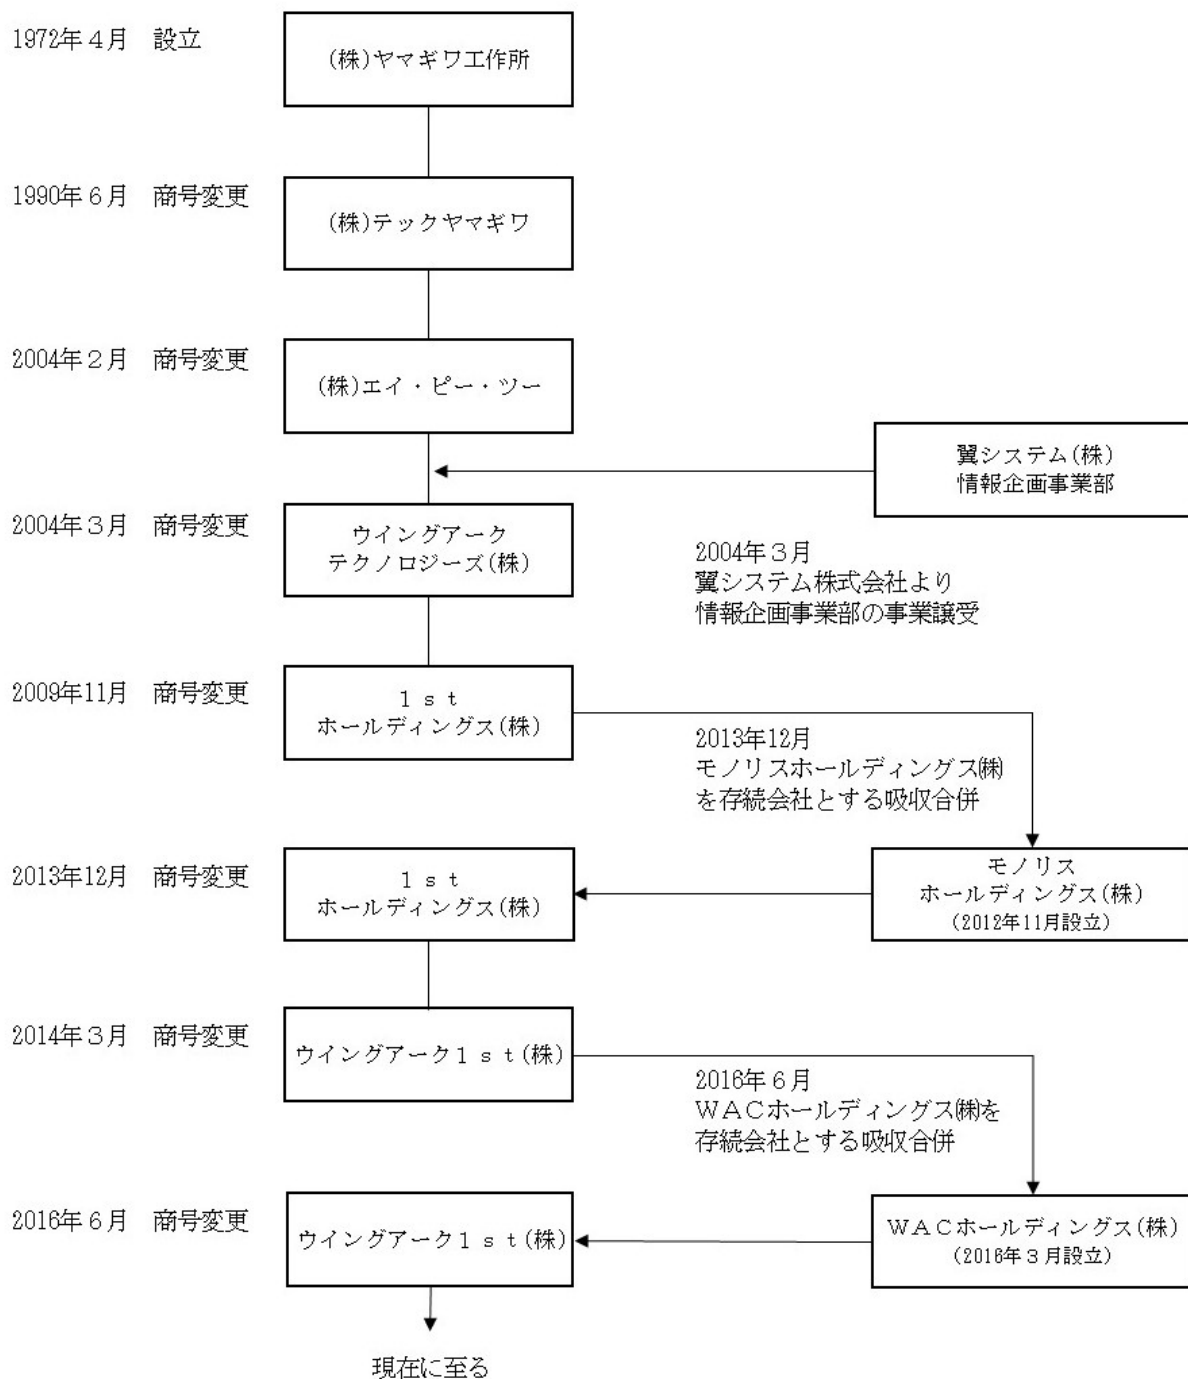 1972年４月　設立
(株)ヤマギワ工作所
1990年６月　商号変更
(株)テックヤマギワ
2004年２月　商号変更
(株)エイ・ピー・ツー
翼システム(株)
情報企画事業部
2004年３月　商号変更
ウイングアーク
テクノロジーズ(株)
2004年３月
翼システム株式会社より
情報企画事業部の事業譲受
2009年11月　商号変更
１ｓｔ
ホールディングス(株)
2013年12月
モノリスホールディングス㈱
を存続会社とする吸収合併
2013年12月　商号変更
１ｓｔ
ホールディングス(株)
モノリス
ホールディングス(株)
(2012年11月設立)
2014年３月　商号変更
ウイングアーク１ｓｔ(株)
2016年６月
ＷＡＣホールディングス㈱を
存続会社とする吸収合併
2016年６月　商号変更
ウイングアーク１ｓｔ(株)
ＷＡＣホールディングス(株)
(2016年３月設立)
現在に至る